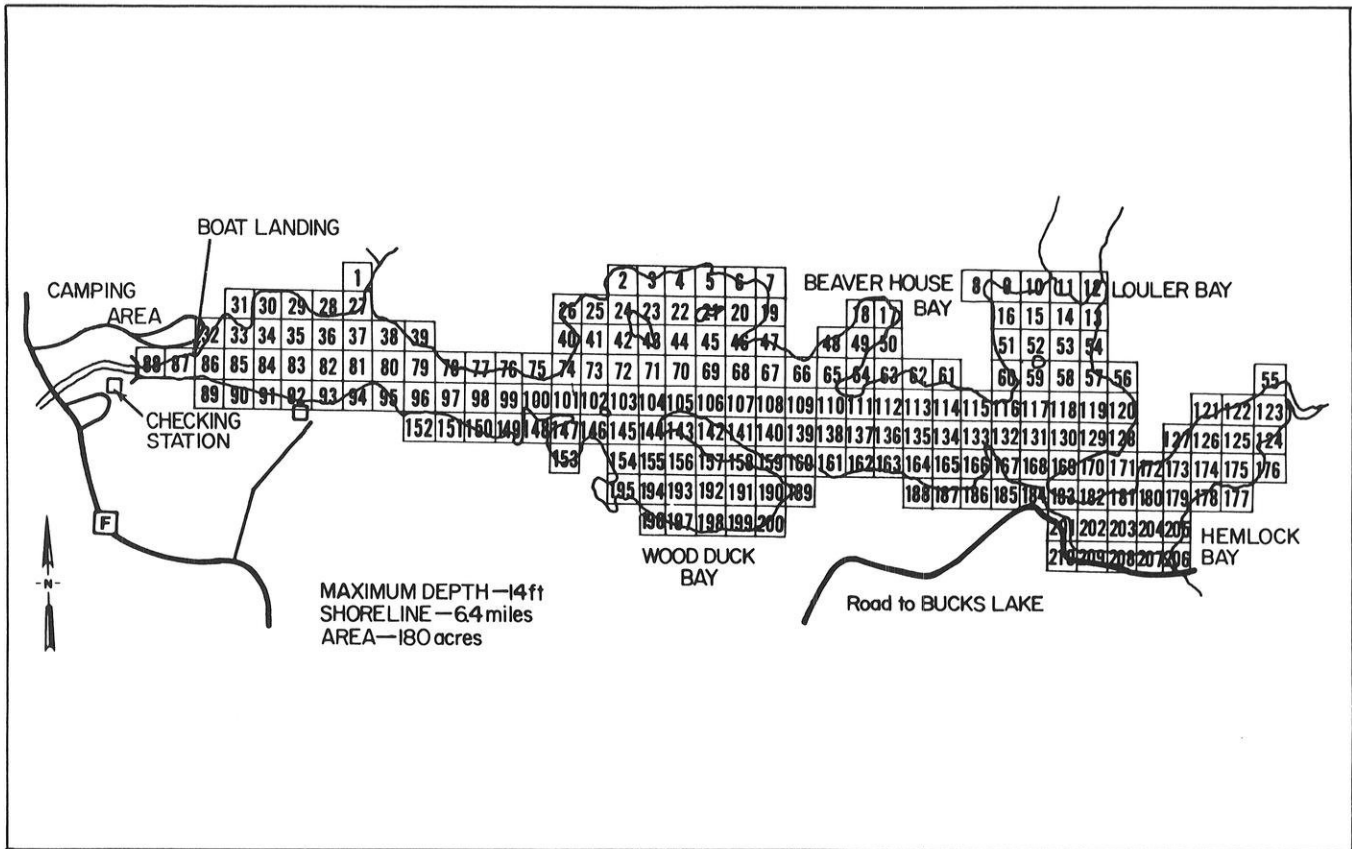 BOAT LANDING
CAMPING
AREA
CHECKING
STATION
F
-N-
BEAVER HOUSE
BAY
LOULER BAY
WOOD DUCK
BAY
HEMLOCK
BAY
Road to BUCKS LAKE
MAXIMUM DEPTH—14ft
SHORELINE—6.4 miles
AREA—180 acres
1
2 3 4 5 6 7
8 9 10 11 12
31 30 29 28 27
26 25 24 23 22 21 20 19
18 17
16 15 14 13
32 33 34 35 36 37 38 39
40 41 42 43 44 45 46 47
48 49 50
51 52 53 54
88 87 86 85 84 83 82 81 80 79 78 77 76 75 74 73 72 71 70 69 68 67 66 65 64 63 62 61
60 59 58 57 56
55
89 90 91 92 93 94 95 96 97 98 99 100 101 102 103 104 105 106 107 108 109 110 111 112 113 114 115 116 117 118 119 120
121 122 123
152 151 150 149 148 147 146 145 144 143 142 141 140 139 138 137 136 135 134 133 132 131 130 129 128
127 126 125 124
153
154 155 156 157 158 159 160 161 162 163 164 165 166 167 168 169 170 171 172 173 174 175 176
195 194 193 192 191 190 189
188 187 186 185 184 183 182 181 180 179 178 177
196 197 198 199 200
201 202 203 204 205
210 209 208 207 206